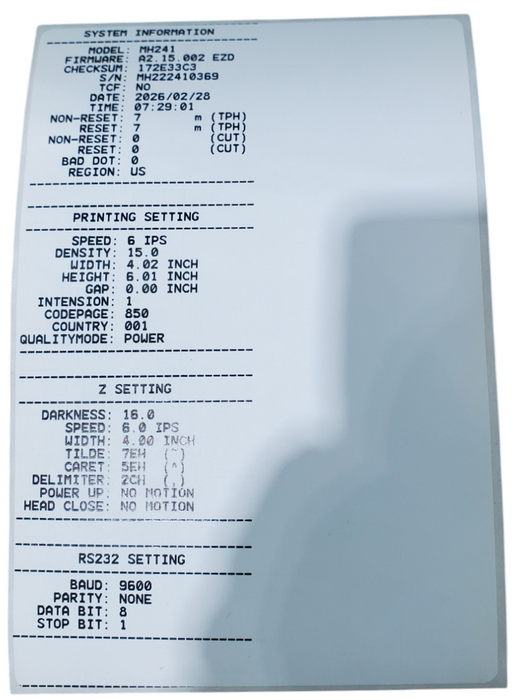 SYSTEM INFORMATION
MODEL: MH241
FIRMWARE: A2.15.002 EZD
CHECKSUM: 172E33C3
S/N: MH222410369
TCF: NO
DATE: 2026/02/28
TIME: 07:29:01
NON-RESET: 7 m (TPH)
RESET: 7 m (TPH)
NON-RESET: 0 (CUT)
RESET: 0 (CUT)
BAD DOT: 0
REGION: US
PRINTING SETTING
SPEED: 6 IPS
DENSITY: 15.0
WIDTH: 4.02 INCH
HEIGHT: 6.01 INCH
GAP: 0.00 INCH
INTENSION: 1
CODEPAGE: 850
COUNTRY: 001
QUALITYMODE: POWER
Z SETTING
DARKNESS: 16.0
SPEED: 6.0 IPS
WIDTH: 4.00 INCH
TILDE: 7EH (~)
CARET: 5EH (^)
DELIMITER: 2CH (,)
POWER UP: NO MOTION
HEAD CLOSE: NO MOTION
RS232 SETTING
BAUD: 9600
PARITY: NONE
DATA BIT: 8
STOP BIT: 1